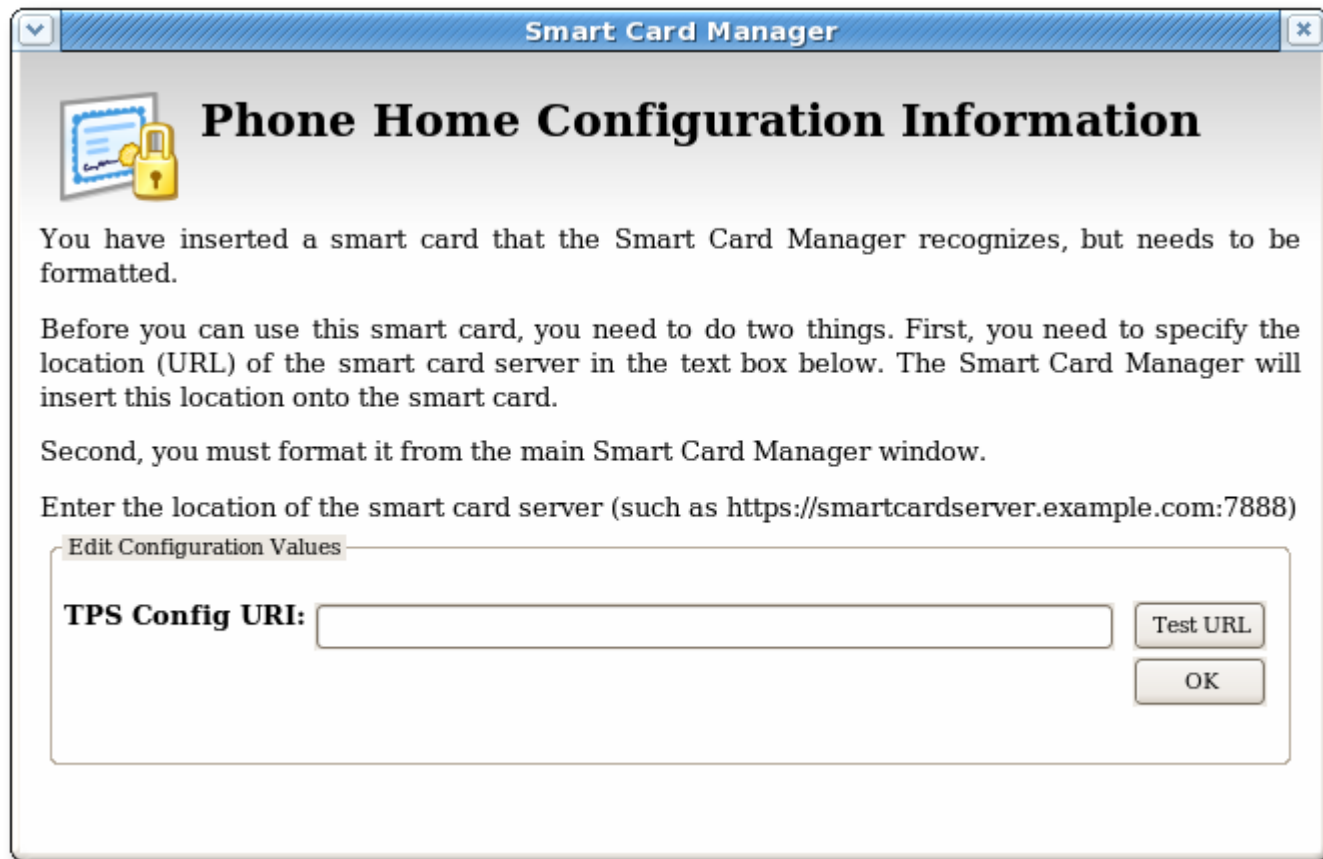 Smart Card Manager
Phone Home Configuration Information
You have inserted a smart card that the Smart Card Manager recognizes, but needs to be
formatted.
Before you can use this smart card, you need to do two things. First, you need to specify the
location (URL) of the smart card server in the text box below. The Smart Card Manager will
insert this location onto the smart card.
Second, you must format it from the main Smart Card Manager window.
Enter the location of the smart card server (such as https://smartcardserver.example.com:7888)
Edit Configuration Values
TPS Config URI:
Test URL
OK